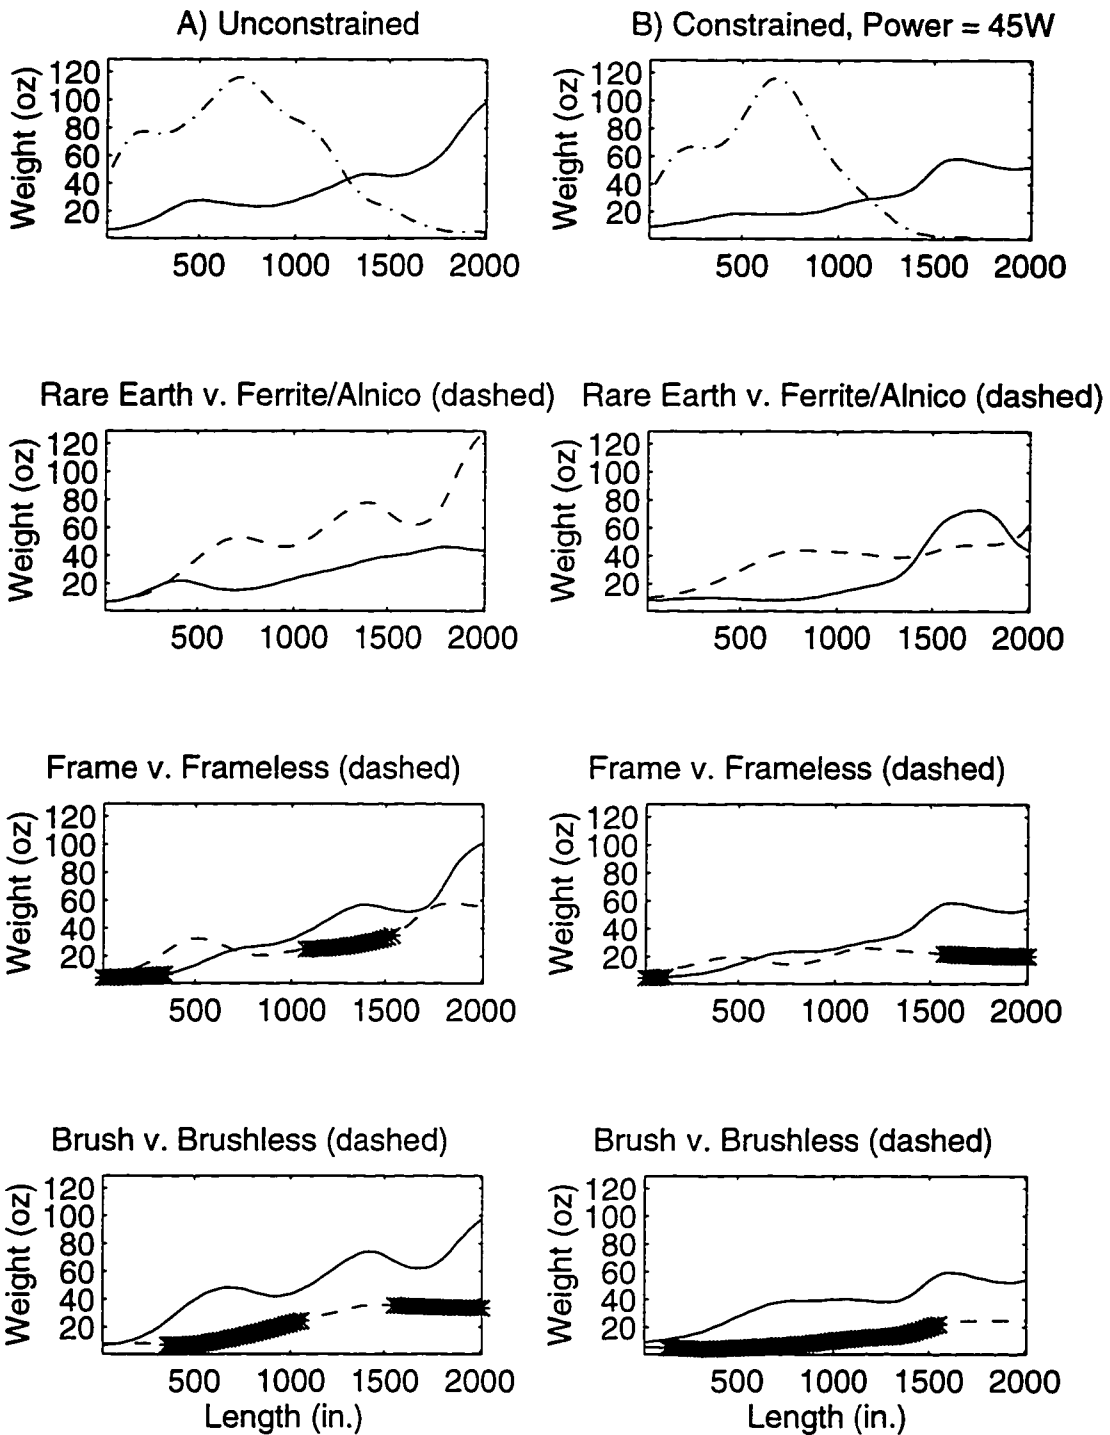 A) Unconstrained
B) Constrained, Power = 45W
Weight (oz)
120
100
80
60
40
20
500 1000 1500 2000
Weight (oz)
120
100
80
60
40
20
500 1000 1500 2000
Rare Earth v. Ferrite/Alnico (dashed)
Rare Earth v. Ferrite/Alnico (dashed)
Weight (oz)
120
100
80
60
40
20
500 1000 1500 2000
Weight (oz)
120
100
80
60
40
20
500 1000 1500 2000
Frame v. Frameless (dashed)
Frame v. Frameless (dashed)
Weight (oz)
120
100
80
60
40
20
500 1000 1500 2000
Weight (oz)
120
100
80
60
40
20
500 1000 1500 2000
Brush v. Brushless (dashed)
Brush v. Brushless (dashed)
Weight (oz)
120
100
80
60
40
20
500 1000 1500 2000
Length (in.)
Weight (oz)
120
100
80
60
40
20
500 1000 1500 2000
Length (in.)